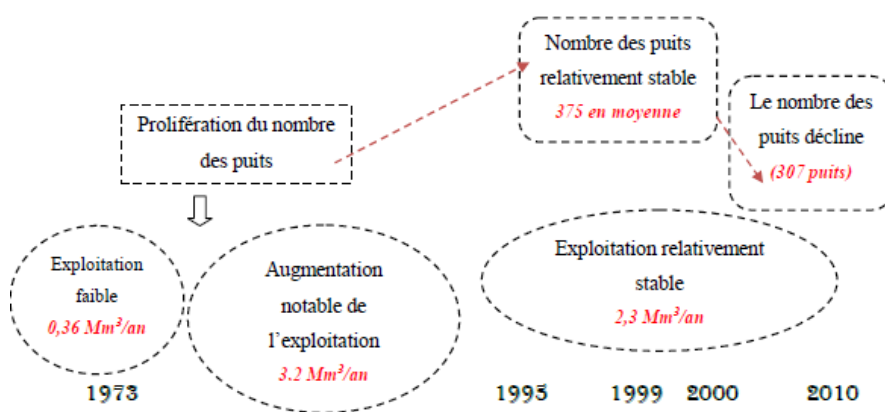 Nombre des puits
relativement stable
375 en moyenne
Le nombre des
puits décline
(307 puits)
Prolifération du nombre
des puits
Exploitation
faible
0,36 Mm³/an
Augmentation
notable de
l'exploitation
3.2 Mm³/an
Exploitation relativement
stable
2,3 Mm³/an
1973 1995 1999 2000 2010